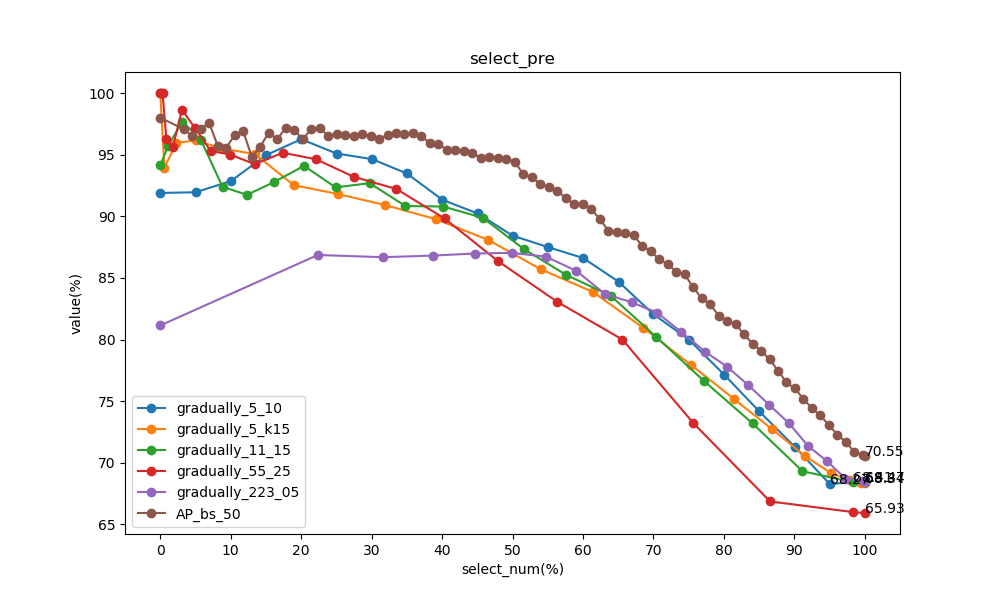 select_pre
value(%)
100
95
90
85
80
75
70
65
gradually_5_10
gradually_5_k15
gradually_11_15
gradually_55_25
gradually_223_05
AP_bs_50
70.55
65.93
0 10 20 30 40 50 60 70 80 90 100
select_num(%)